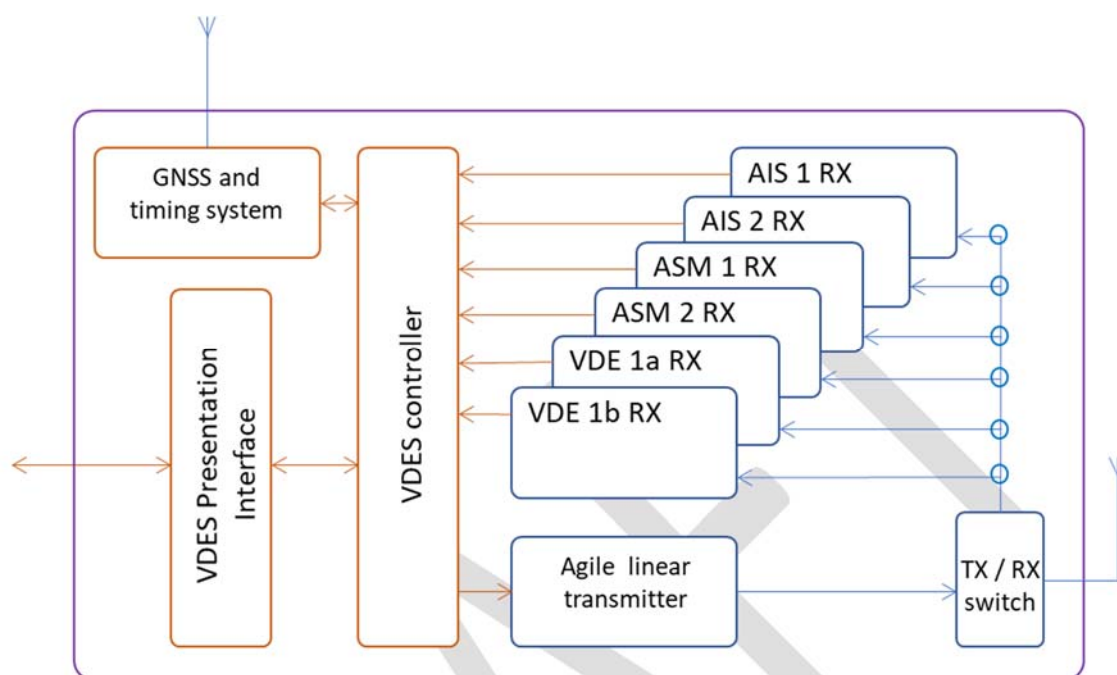 GNSS and
timing system
VDES Presentation
Interface
VDES controller
AIS 1 RX
AIS 2 RX
ASM 1 RX
ASM 2 RX
VDE 1a RX
VDE 1b RX
Agile linear
transmitter
TX / RX
switch